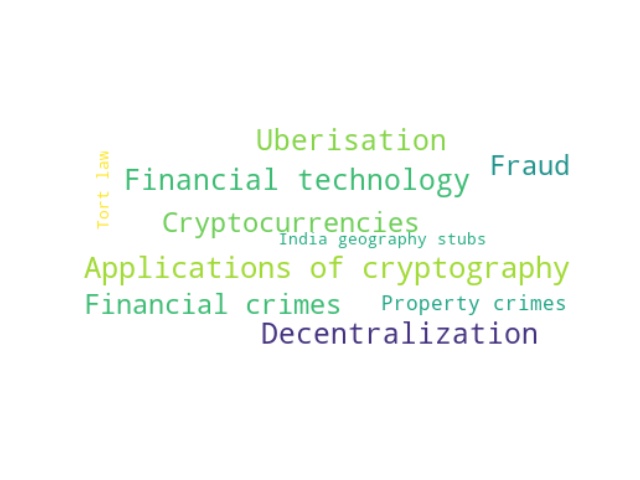 Uberisation
Fraud
Tort law
Financial technology
Cryptocurrencies
India geography stubs
Applications of cryptography
Financial crimes
Property crimes
Decentralization